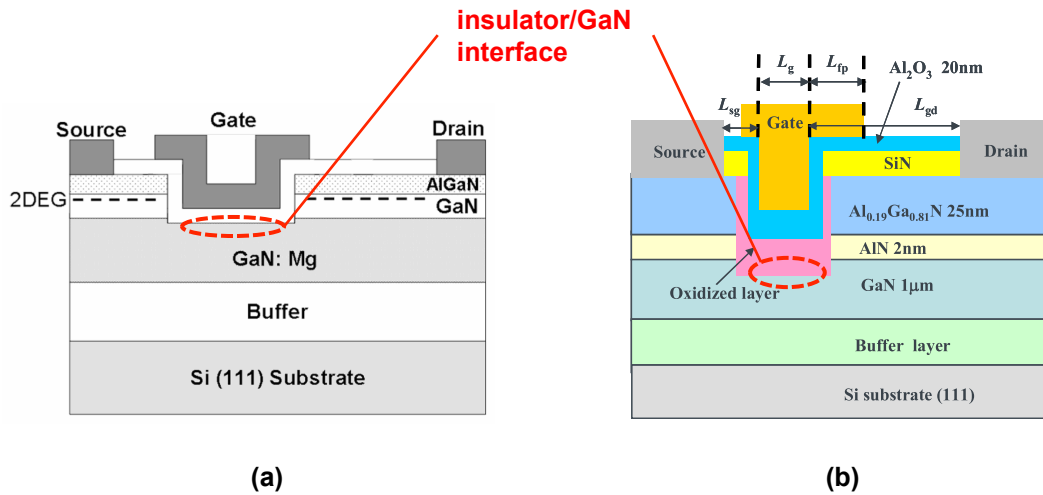 insulator/GaN
interface
Source
Gate
Drain
AlGaN
2DEG
GaN
GaN: Mg
Buffer
Si (111) Substrate
(a)
Lg
Lfp
Al2O3 20nm
Lsg
Lgd
Gate
Source
Drain
SiN
Al0.19Ga0.81N 25nm
AlN 2nm
Oxidized layer
GaN 1μm
Buffer layer
Si substrate (111)
(b)